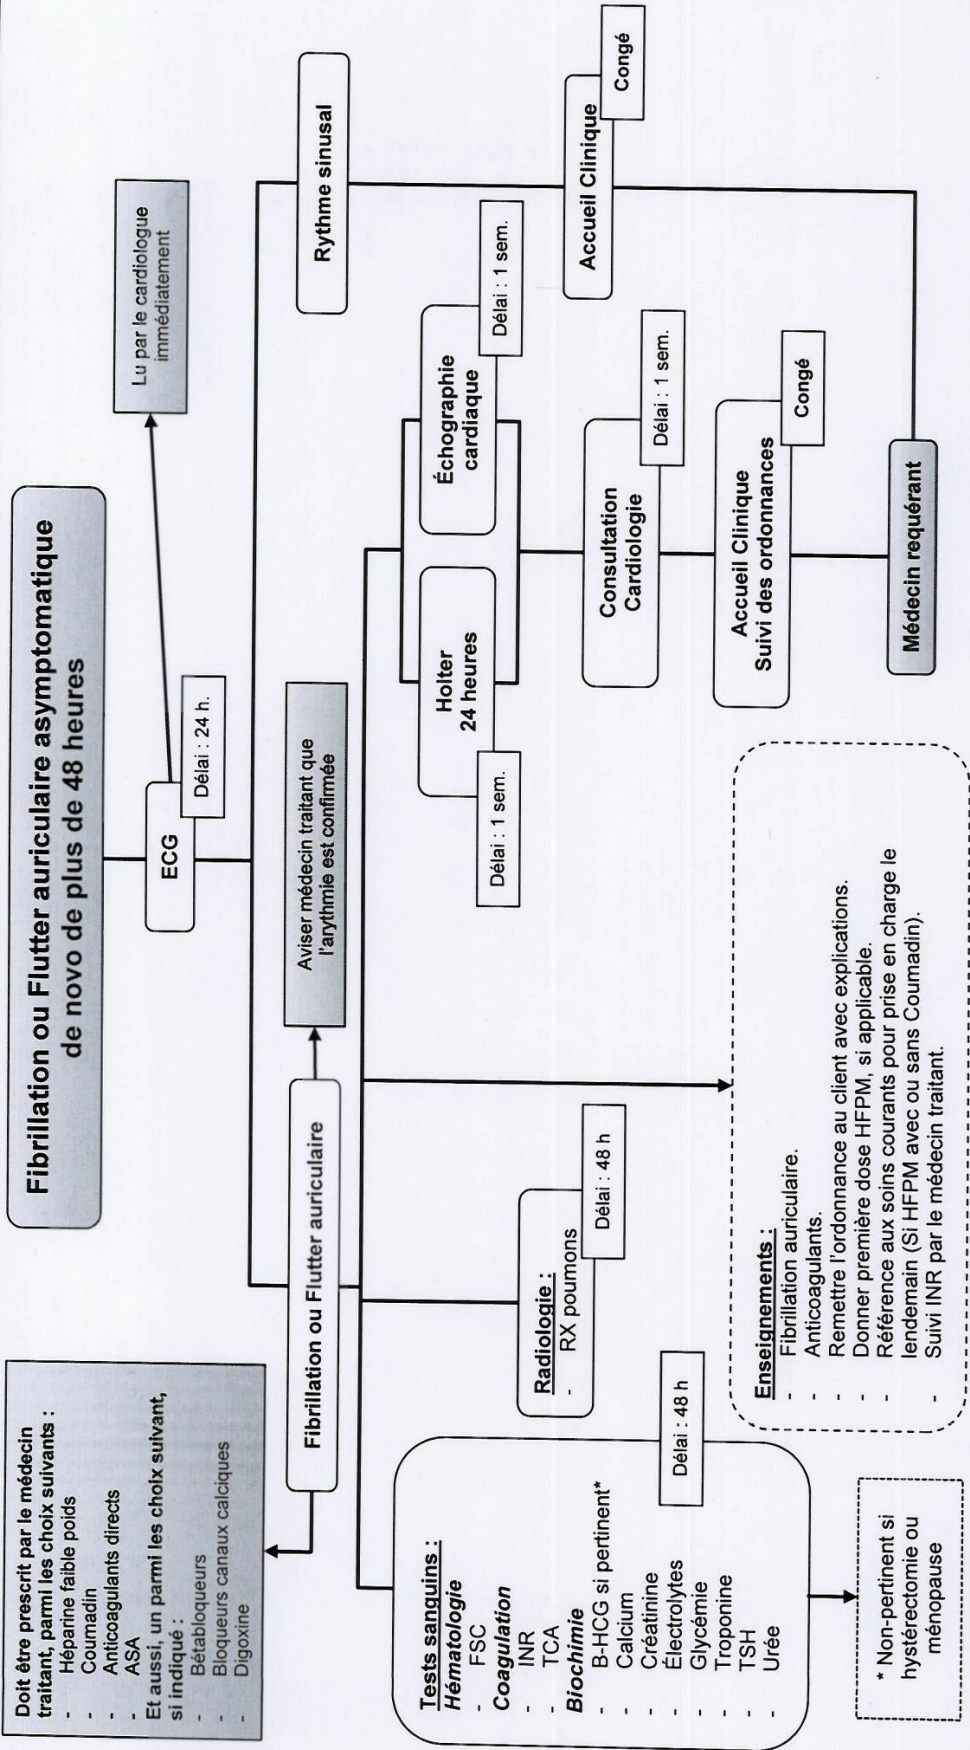 Fibrillation ou Flutter auriculaire asymptomatique
de novo de plus de 48 heures
Doit être prescrit par le médecin
traitant, parmi les choix suivants :
- Héparine faible poids
- Coumadin
- Anticoagulants directs
- ASA
Et aussi, un parmi les choix suivant,
si indiqué :
- Bétabloqueurs
- Bloqueurs canaux calciques
- Digoxine
ECG
Délai : 24 h.
Lu par le cardiologue
immédiatement
Fibrillation ou Flutter auriculaire
Aviser médecin traitant que
l'arythmie est confirmée
Rythme sinusal
Tests sanguins :
Hématologie
- FSC
Coagulation
- INR
- TCA
Biochimie
- B-HCG si pertinent*
- Calcium
- Créatinine
- Électrolytes
- Glycémie
- Troponine
- TSH
- Urée
Délai : 48 h
* Non-pertinent si
hystérectomie ou
ménopause
Radiologie :
- RX poumons
Délai : 48 h
Enseignements :
- Fibrillation auriculaire.
- Anticoagulants.
- Remettre l'ordonnance au client avec explications.
- Donner première dose HFPM, si applicable.
- Référence aux soins courants pour prise en charge le
lendemain (Si HFPM avec ou sans Coumadin).
- Suivi INR par le médecin traitant.
Holter
24 heures
Délai : 1 sem.
Échographie
cardiaque
Délai : 1 sem.
Consultation
Cardiologie
Délai : 1 sem.
Accueil Clinique
Suivi des ordonnances
Congé
Accueil Clinique
Congé
Médecin requérant